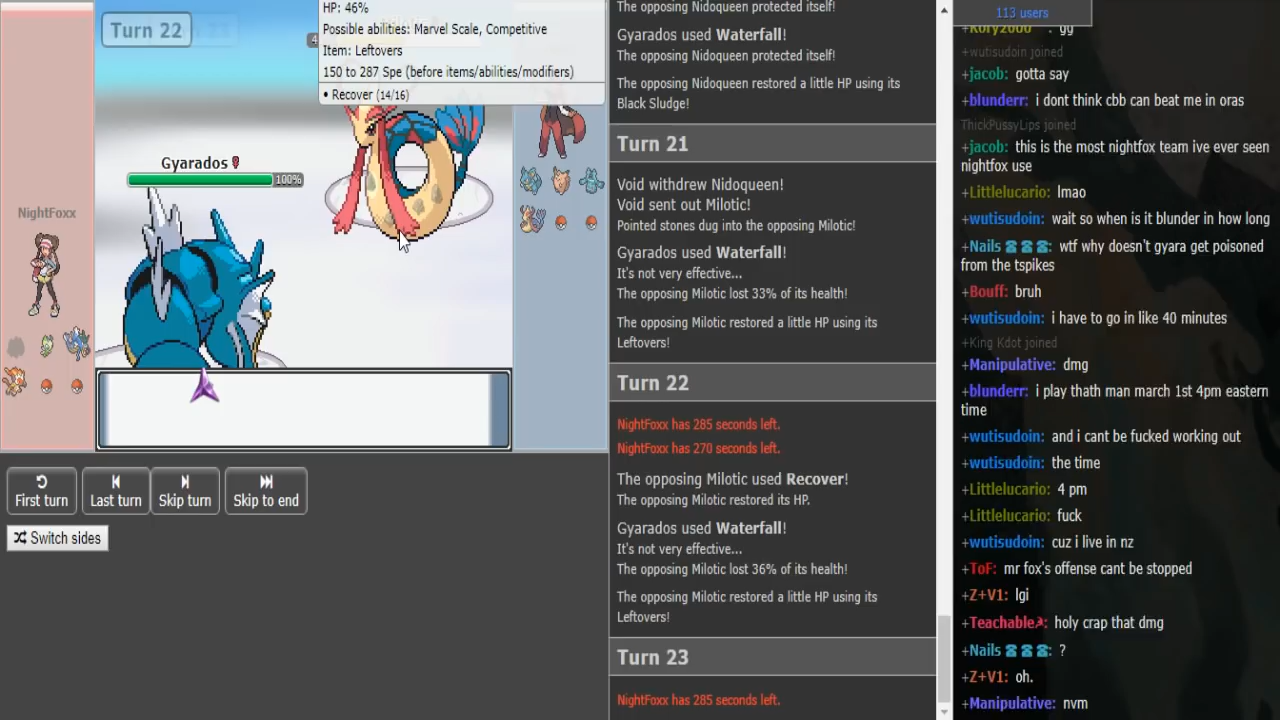 Turn 22
HP: 46%
Possible abilities: Marvel Scale, Competitive
Item: Leftovers
150 to 287 Spe (before items/abilities/modifiers)
• Recover (14/16)
Gyarados
100%
NightFoxx
First turn
Last turn
Skip turn
Skip to end
Switch sides
The opposing Nidoqueen protected itself!
Gyarados used Waterfall!
The opposing Nidoqueen protected itself!
The opposing Nidoqueen restored a little HP using its
Black Sludge!
Turn 21
Void withdrew Nidoqueen!
Void sent out Milotic!
Pointed stones dug into the opposing Milotic!
Gyarados used Waterfall!
It's not very effective...
The opposing Milotic lost 33% of its health!
The opposing Milotic restored a little HP using its
Leftovers!
Turn 22
NightFoxx has 285 seconds left.
NightFoxx has 270 seconds left.
The opposing Milotic used Recover!
The opposing Milotic restored its HP.
Gyarados used Waterfall!
It's not very effective...
The opposing Milotic lost 36% of its health!
The opposing Milotic restored a little HP using its
Leftovers!
Turn 23
NightFoxx has 285 seconds left.
113 users
+Kory2600: gg
+wutisudoin joined
+jacob: gotta say
+blunderr: i dont think cbb can beat me in oras
ThickPussyLips joined
+jacob: this is the most nightfox team ive ever seen
nightfox use
+Littlelucario: lmao
+wutisudoin: wait so when is it blunder in how long
+Nails ☎☎☎: wtf why doesn't gyara get poisoned
from the tspikes
+Bouff: bruh
+wutisudoin: i have to go in like 40 minutes
+King Kdot joined
+Manipulative: dmg
+blunderr: i play thath man march 1st 4pm eastern
time
+wutisudoin: and i cant be fucked working out
+wutisudoin: the time
+Littlelucario: 4 pm
+Littlelucario: fuck
+wutisudoin: cuz i live in nz
+ToF: mr fox's offense cant be stopped
+Z+V1: lgi
+Teachable☭: holy crap that dmg
+Nails ☎☎☎: ?
+Z+V1: oh.
+Manipulative: nvm